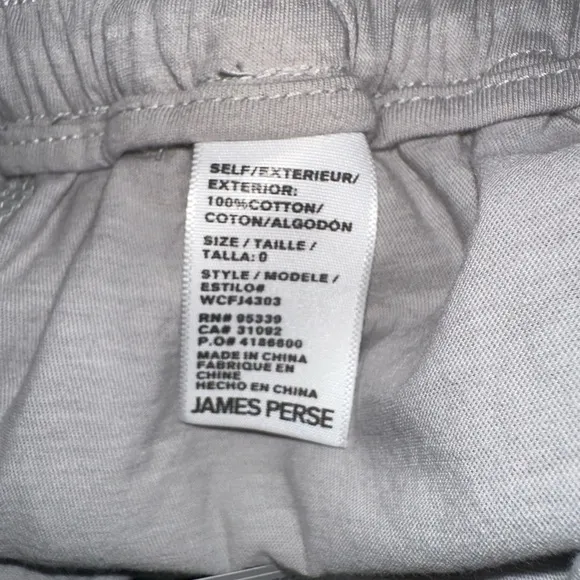 SELF/EXTERIEUR/
EXTERIOR:
100%COTTON/
COTON/ALGODÓN
SIZE / TAILLE /
TALLA: 0
STYLE / MODELE /
ESTILO#
WCFJ4303
RN# 95339
CA# 31092
P.O# 4186600
MADE IN CHINA
FABRIQUE EN
CHINE
HECHO EN CHINA
JAMES PERSE